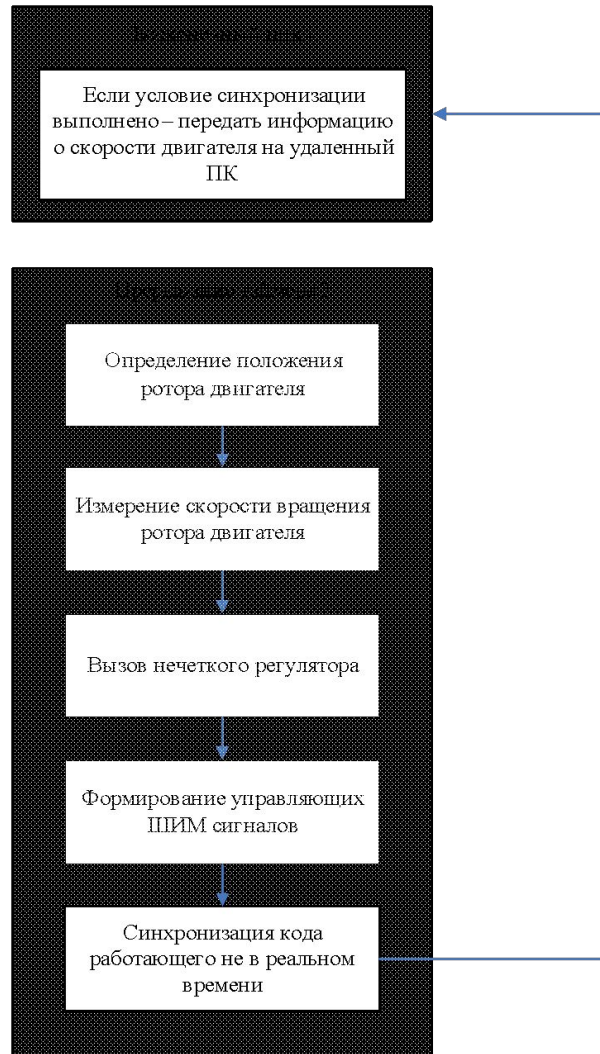 Если условие синхронизации
выполнено – передать информацию
о скорости двигателя на удаленный
ПК
Определение положения
ротора двигателя
Измерение скорости вращения
ротора двигателя
Вызов нечеткого регулятора
Формирование управляющих
ШИМ сигналов
Синхронизация кода
работающего не в реальном
времени